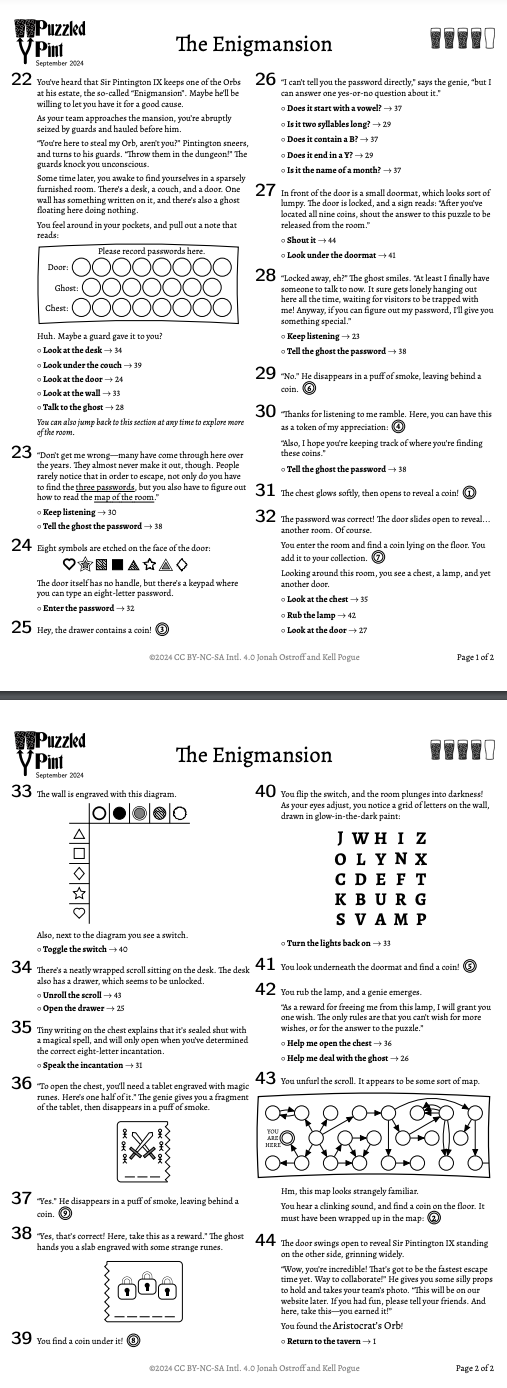 Puzzled
Pint
September 2024
The Enigmansion
22 You've heard that Sir Pintington IX keeps one of the Orbs
at his estate, the so-called "Enigmansion". Maybe he'll be
willing to let you have it for a good cause.
As your team approaches the mansion, you're abruptly
seized by guards and hauled before him.
"You're here to steal my Orb, aren't you?" Pintington sneers,
and turns to his guards. "Throw them in the dungeon!" The
guards knock you unconscious.
Some time later, you awake to find yourselves in a sparsely
furnished room. There's a desk, a couch, and a door. One
wall has something written on it, and there's also a ghost
floating here doing nothing.
You feel around in your pockets, and pull out a note that
reads:
Please record passwords here.
Door:
Ghost:
Chest:
Huh. Maybe a guard gave it to you?
○ Look at the desk → 34
○ Look under the couch → 39
○ Look at the door → 24
○ Look at the wall → 33
○ Talk to the ghost → 28
You can also jump back to this section at any time to explore more
of the room.
23 "Don't get me wrong—many have come through here over
the years. They almost never make it out, though. People
rarely notice that in order to escape, not only do you have
to find the three passwords, but you also have to figure out
how to read the map of the room."
○ Keep listening → 30
○ Tell the ghost the password → 38
24 Eight symbols are etched on the face of the door:
The door itself has no handle, but there's a keypad where
you can type an eight-letter password.
○ Enter the password → 32
25 Hey, the drawer contains a coin! 3
26 "I can't tell you the password directly," says the genie, "but I
can answer one yes-or-no question about it."
○ Does it start with a vowel? → 37
○ Is it two syllables long? → 29
○ Does it contain a B? → 37
○ Does it end in a Y? → 29
○ Is it the name of a month? → 37
27 In front of the door is a small doormat, which looks sort of
lumpy. The door is locked, and a sign reads: "After you've
located all nine coins, shout the answer to this puzzle to be
released from the room."
○ Shout it → 44
○ Look under the doormat → 41
28 "Locked away, eh?" The ghost smiles. "At least I finally have
someone to talk to now. It sure gets lonely hanging out
here all the time, waiting for visitors to be trapped with
me! Anyway, if you can figure out my password, I'll give you
something special."
○ Keep listening → 23
○ Tell the ghost the password → 38
29 "No." He disappears in a puff of smoke, leaving behind a
coin. 6
30 "Thanks for listening to me ramble. Here, you can have this
as a token of my appreciation: 4
"Also, I hope you're keeping track of where you're finding
these coins."
○ Tell the ghost the password → 38
31 The chest glows softly, then opens to reveal a coin! 1
32 The password was correct! The door slides open to reveal...
another room. Of course.
You enter the room and find a coin lying on the floor. You
add it to your collection. 7
Looking around this room, you see a chest, a lamp, and yet
another door.
○ Look at the chest → 35
○ Rub the lamp → 42
○ Look at the door → 27
©2024 CC BY-NC-SA Intl. 4.0 Jonah Ostroff and Kell Pogue
Page 1 of 2
Puzzled
Pint
September 2024
The Enigmansion
33 The wall is engraved with this diagram.
Also, next to the diagram you see a switch.
○ Toggle the switch → 40
34 There's a neatly wrapped scroll sitting on the desk. The desk
also has a drawer, which seems to be unlocked.
○ Unroll the scroll → 43
○ Open the drawer → 25
35 Tiny writing on the chest explains that it's sealed shut with
a magical spell, and will only open when you've determined
the correct eight-letter incantation.
○ Speak the incantation → 31
36 "To open the chest, you'll need a tablet engraved with magic
runes. Here's one half of it." The genie gives you a fragment
of the tablet, then disappears in a puff of smoke.
37 "Yes." He disappears in a puff of smoke, leaving behind a
coin. 9
38 "Yes, that's correct! Here, take this as a reward." The ghost
hands you a slab engraved with some strange runes.
39 You find a coin under it! 8
40 You flip the switch, and the room plunges into darkness!
As your eyes adjust, you notice a grid of letters on the wall,
drawn in glow-in-the-dark paint:
J W H I Z
O L Y N X
C D E F T
K B U R G
S V A M P
○ Turn the lights back on → 33
41 You look underneath the doormat and find a coin! 5
42 You rub the lamp, and a genie emerges.
"As a reward for freeing me from this lamp, I will grant you
one wish. The only rules are that you can't wish for more
wishes, or for the answer to the puzzle."
○ Help me open the chest → 36
○ Help me deal with the ghost → 26
43 You unfurl the scroll. It appears to be some sort of map.
YOU
ARE
HERE
Hm, this map looks strangely familiar.
You hear a clinking sound, and find a coin on the floor. It
must have been wrapped up in the map: 2
44 The door swings open to reveal Sir Pintington IX standing
on the other side, grinning widely.
"Wow, you're incredible! That's got to be the fastest escape
time yet. Way to collaborate!" He gives you some silly props
to hold and takes your team's photo. "This will be on our
website later. If you had fun, please tell your friends. And
here, take this—you earned it!"
You found the Aristocrat's Orb!
○ Return to the tavern → 1
©2024 CC BY-NC-SA Intl. 4.0 Jonah Ostroff and Kell Pogue
Page 2 of 2